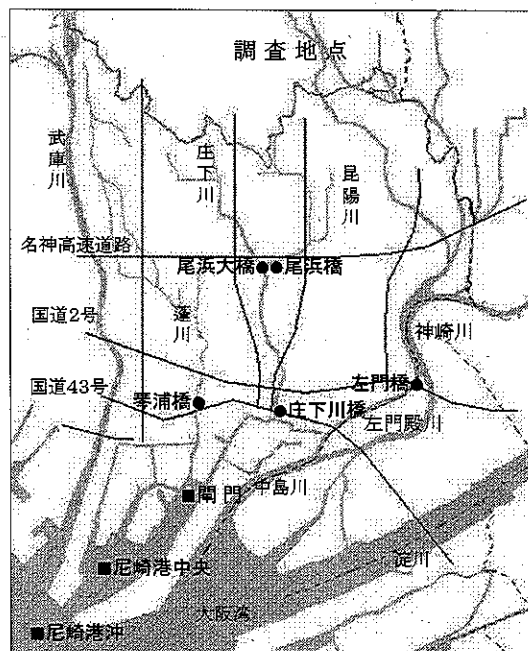 調査地点
武庫川
庄下川
昆陽川
名神高速道路
尾浜大橋●●尾浜橋
国道2号
蓬川
神崎川
国道43号
琴浦橋
左門橋
庄下川橋
左門殿川
■閘門
中島川
■尼崎港中央
淀川
大阪湾
■尼崎港沖